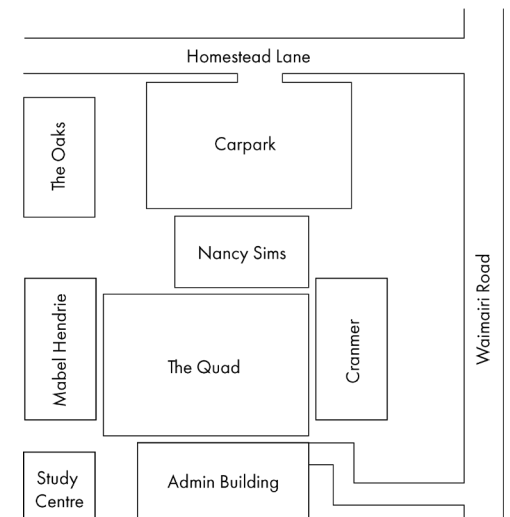 Homestead Lane
The Oaks
Carpark
Nancy Sims
Waimairi Road
Mabel Hendrie
The Quad
Cranmer
Study
Centre
Admin Building